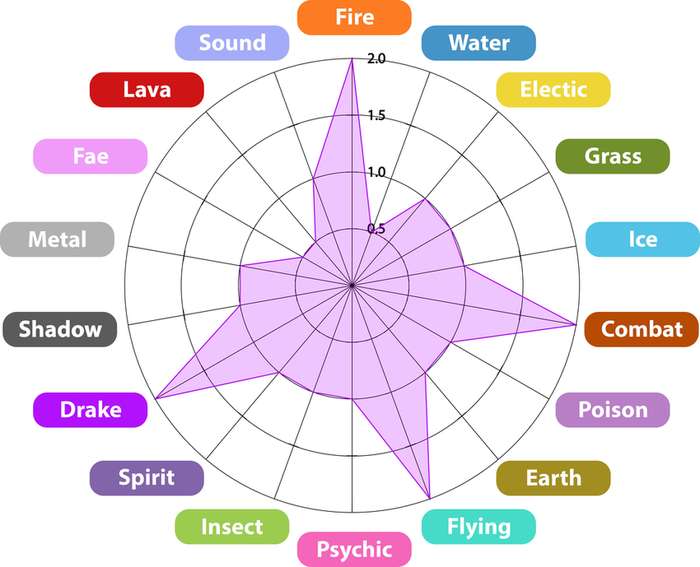 Fire
Sound
Water
2.0
Lava
Electic
1.5
Fae
Grass
1.0
Metal
0.5
Ice
Shadow
Combat
Drake
Poison
Spirit
Earth
Insect
Flying
Psychic